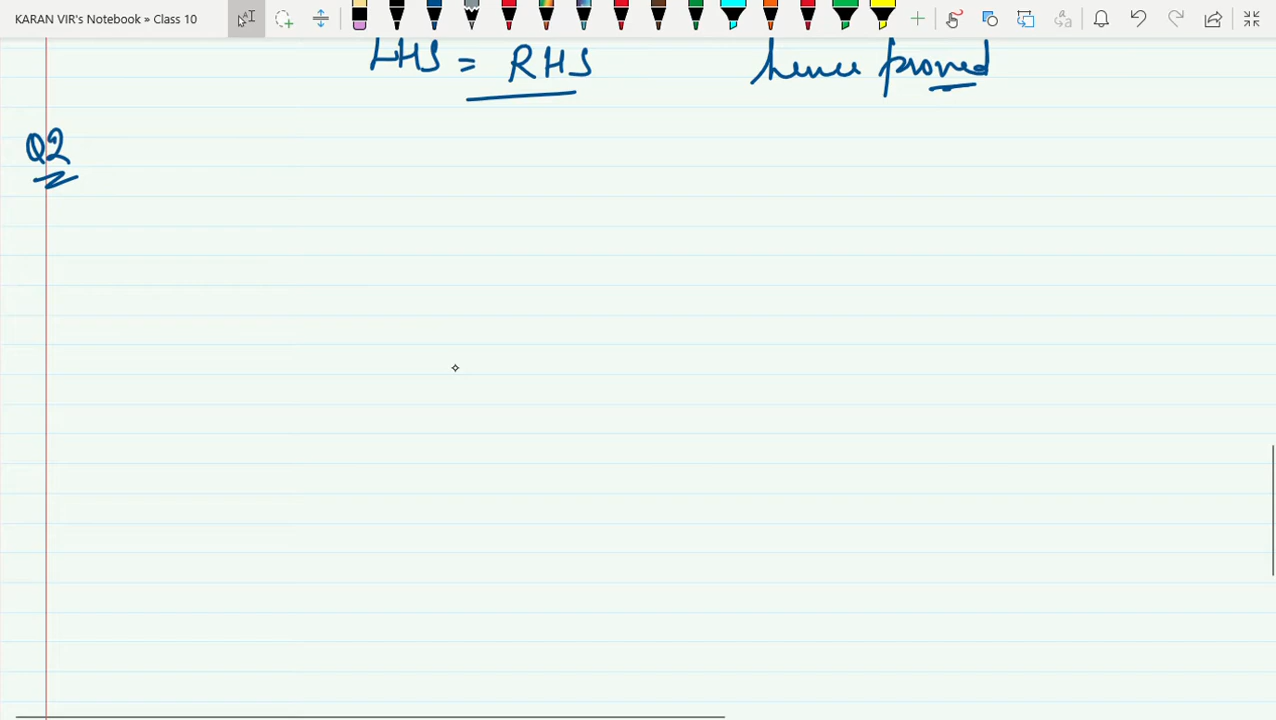 KARAN VIR's Notebook » Class 10
LHS = RHS hence proved
Q2